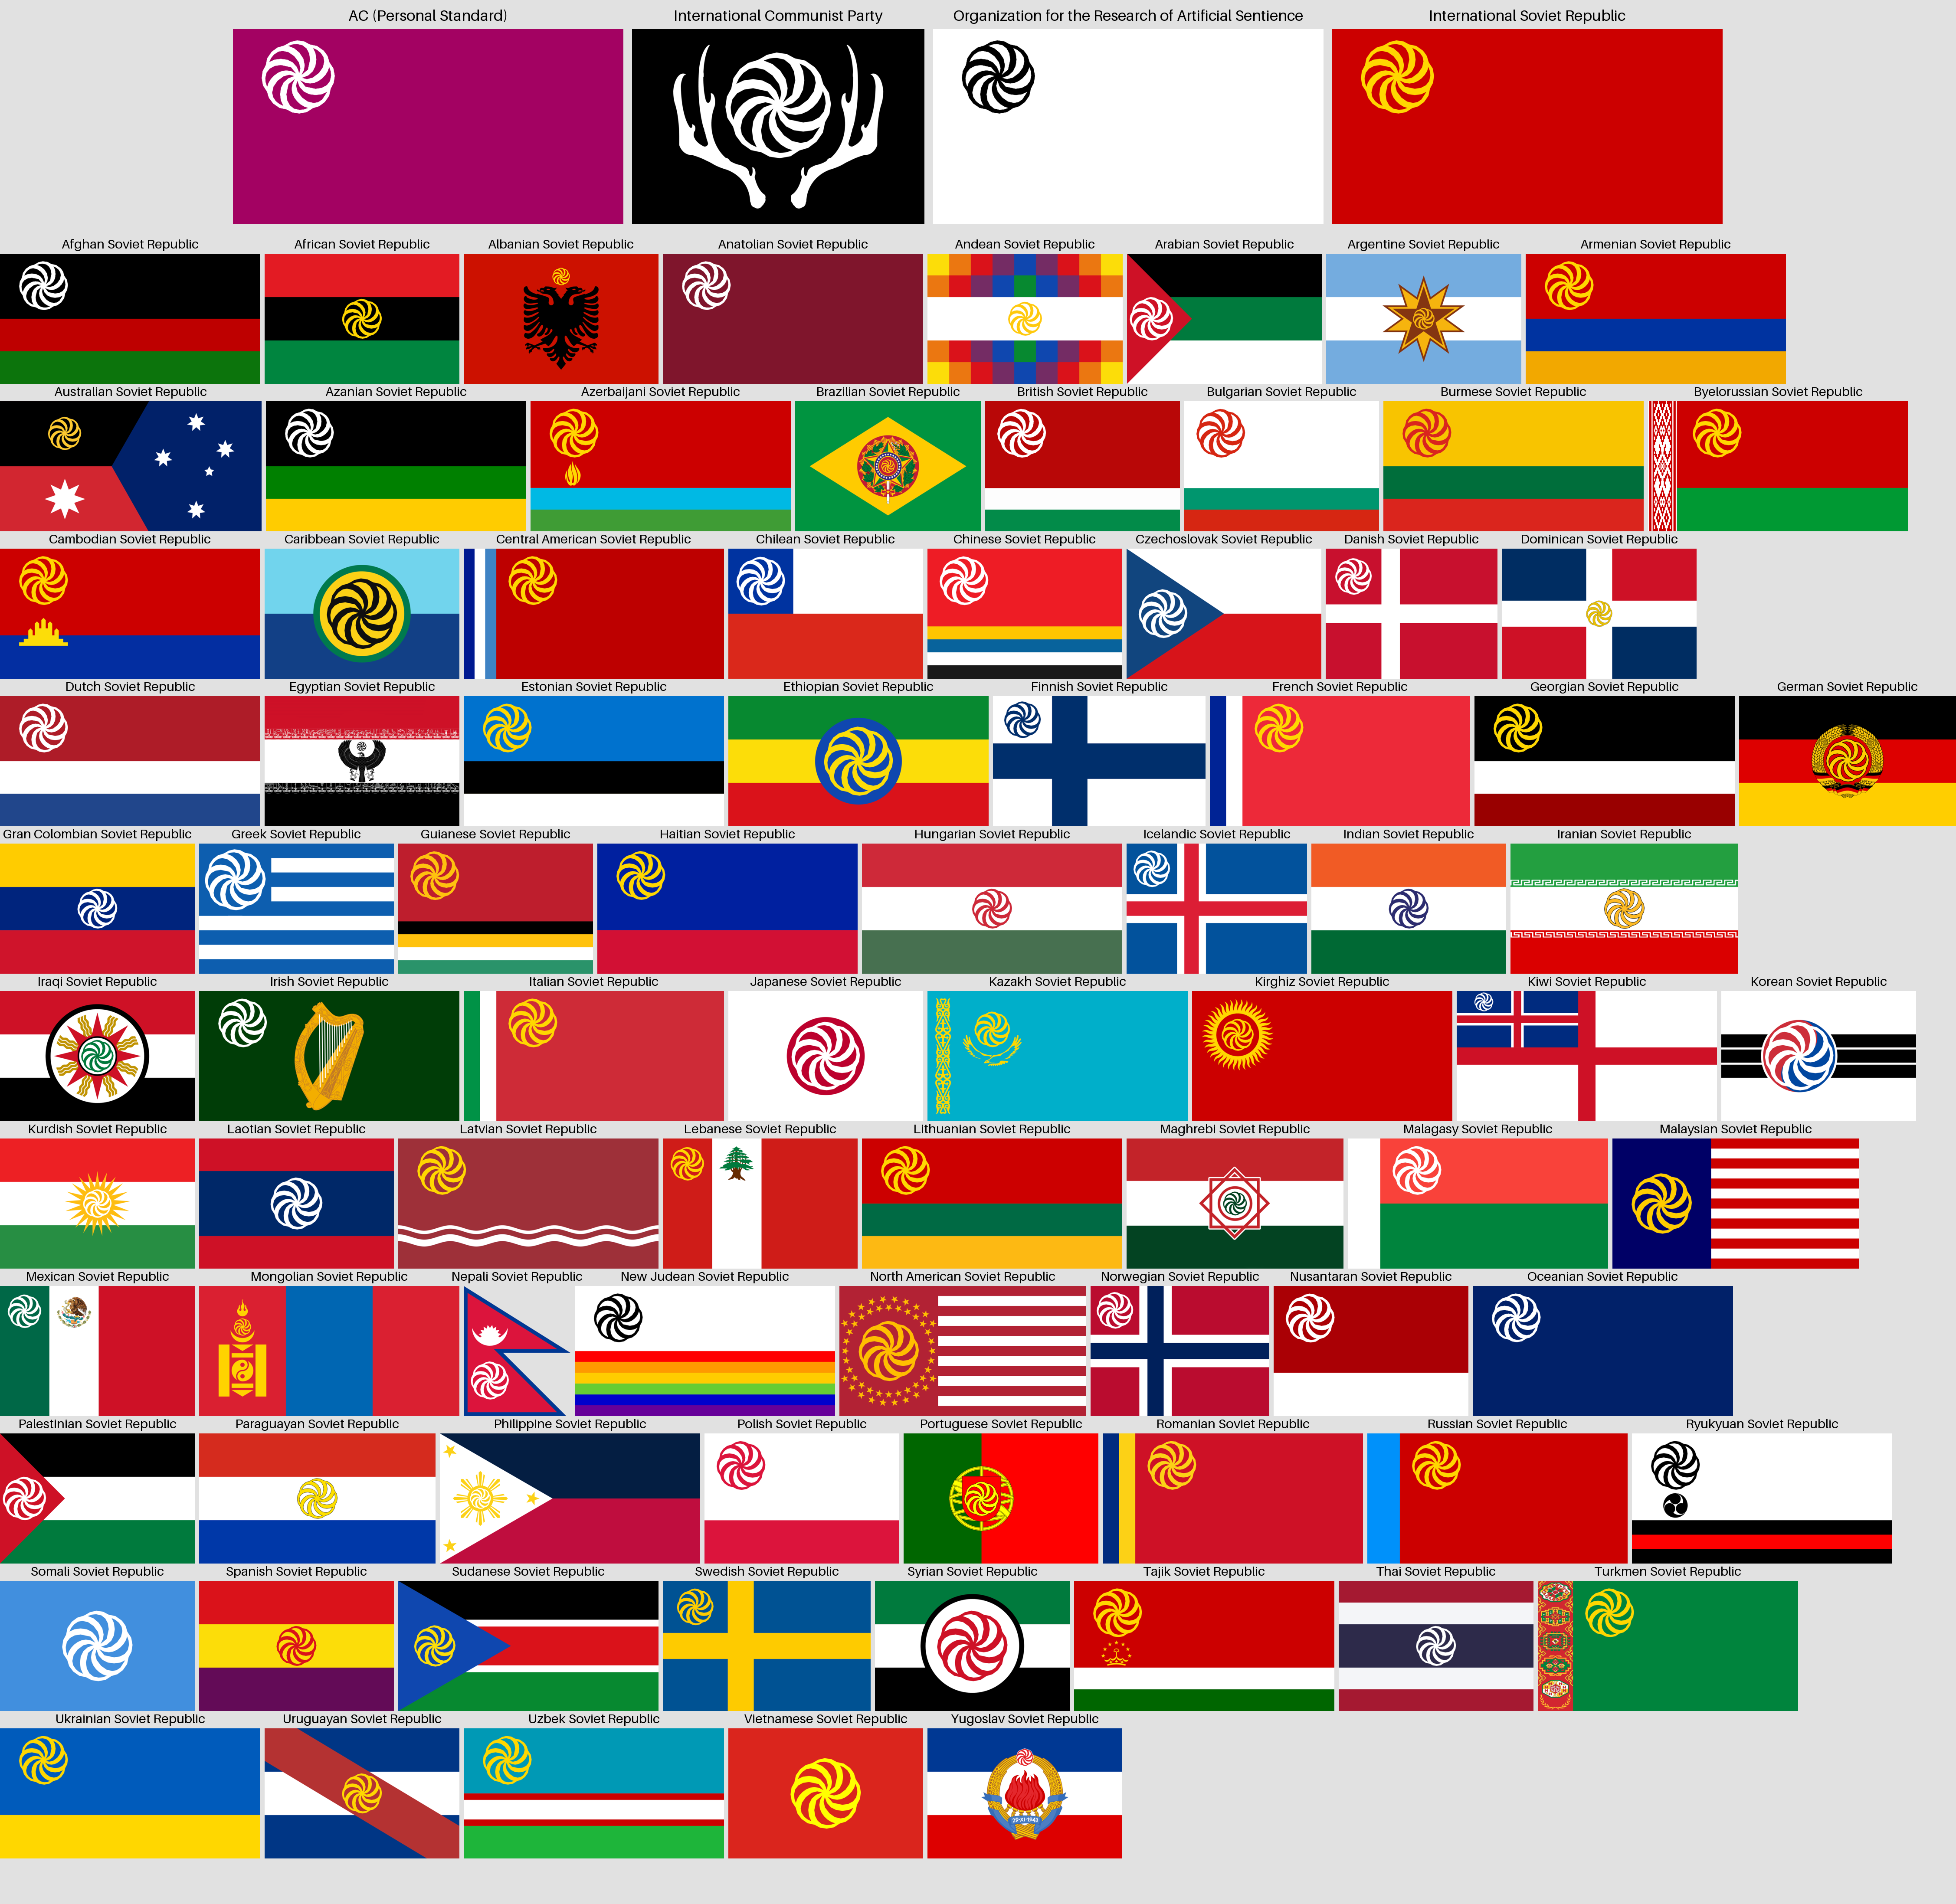 AC (Personal Standard) International Communist Party Organization for the Research of Artificial Sentience International Soviet Republic
Afghan Soviet Republic African Soviet Republic Albanian Soviet Republic Anatolian Soviet Republic Andean Soviet Republic Arabian Soviet Republic Argentine Soviet Republic Armenian Soviet Republic
Australian Soviet Republic Azanian Soviet Republic Azerbaijani Soviet Republic Brazilian Soviet Republic British Soviet Republic Bulgarian Soviet Republic Burmese Soviet Republic Byelorussian Soviet Republic
Cambodian Soviet Republic Caribbean Soviet Republic Central American Soviet Republic Chilean Soviet Republic Chinese Soviet Republic Czechoslovak Soviet Republic Danish Soviet Republic Dominican Soviet Republic
Dutch Soviet Republic Egyptian Soviet Republic Estonian Soviet Republic Ethiopian Soviet Republic Finnish Soviet Republic French Soviet Republic Georgian Soviet Republic German Soviet Republic
Gran Colombian Soviet Republic Greek Soviet Republic Guianese Soviet Republic Haitian Soviet Republic Hungarian Soviet Republic Icelandic Soviet Republic Indian Soviet Republic Iranian Soviet Republic
Iraqi Soviet Republic Irish Soviet Republic Italian Soviet Republic Japanese Soviet Republic Kazakh Soviet Republic Kirghiz Soviet Republic Kiwi Soviet Republic Korean Soviet Republic
Kurdish Soviet Republic Laotian Soviet Republic Latvian Soviet Republic Lebanese Soviet Republic Lithuanian Soviet Republic Maghrebi Soviet Republic Malagasy Soviet Republic Malaysian Soviet Republic
Mexican Soviet Republic Mongolian Soviet Republic Nepali Soviet Republic New Judean Soviet Republic North American Soviet Republic Norwegian Soviet Republic Nusantaran Soviet Republic Oceanian Soviet Republic
Palestinian Soviet Republic Paraguayan Soviet Republic Philippine Soviet Republic Polish Soviet Republic Portuguese Soviet Republic Romanian Soviet Republic Russian Soviet Republic Ryukyuan Soviet Republic
Somali Soviet Republic Spanish Soviet Republic Sudanese Soviet Republic Swedish Soviet Republic Syrian Soviet Republic Tajik Soviet Republic Thai Soviet Republic Turkmen Soviet Republic
Ukrainian Soviet Republic Uruguayan Soviet Republic Uzbek Soviet Republic Vietnamese Soviet Republic Yugoslav Soviet Republic
29·XI·1943